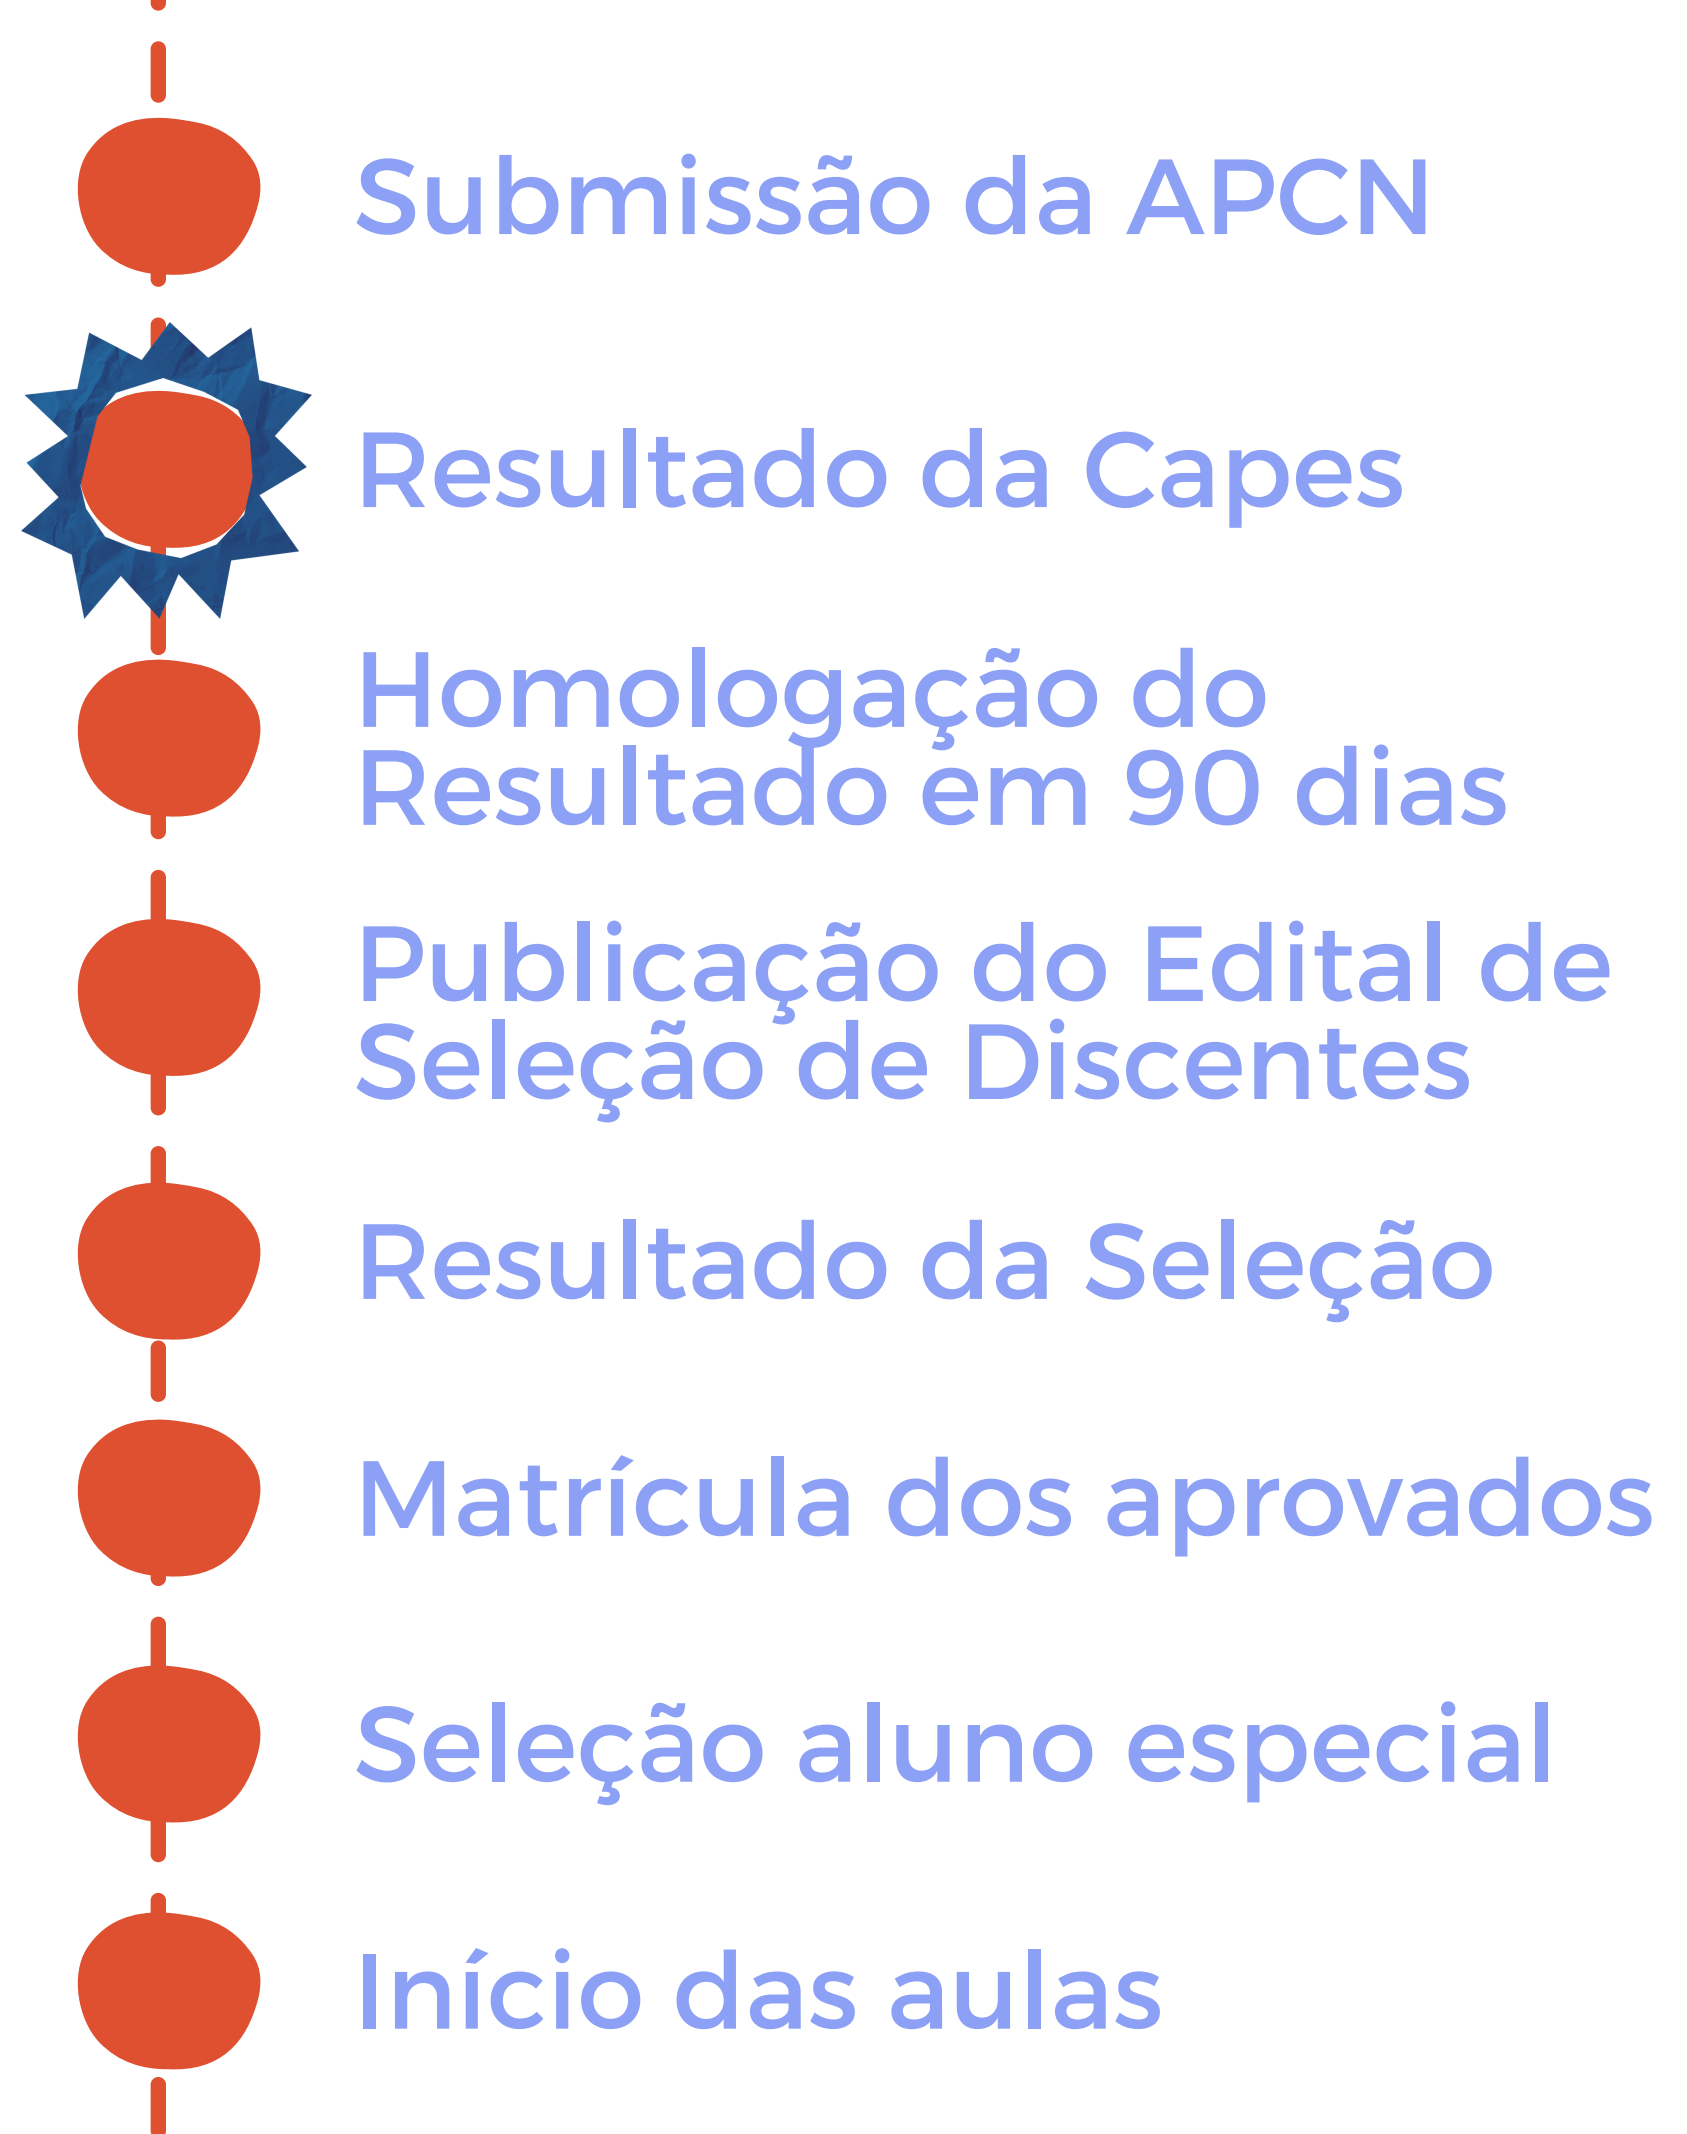 Submissão da APCN
Resultado da Capes
Homologação do
Resultado em 90 dias
Publicação do Edital de
Seleção de Discentes
Resultado da Seleção
Matrícula dos aprovados
Seleção aluno especial
Início das aulas